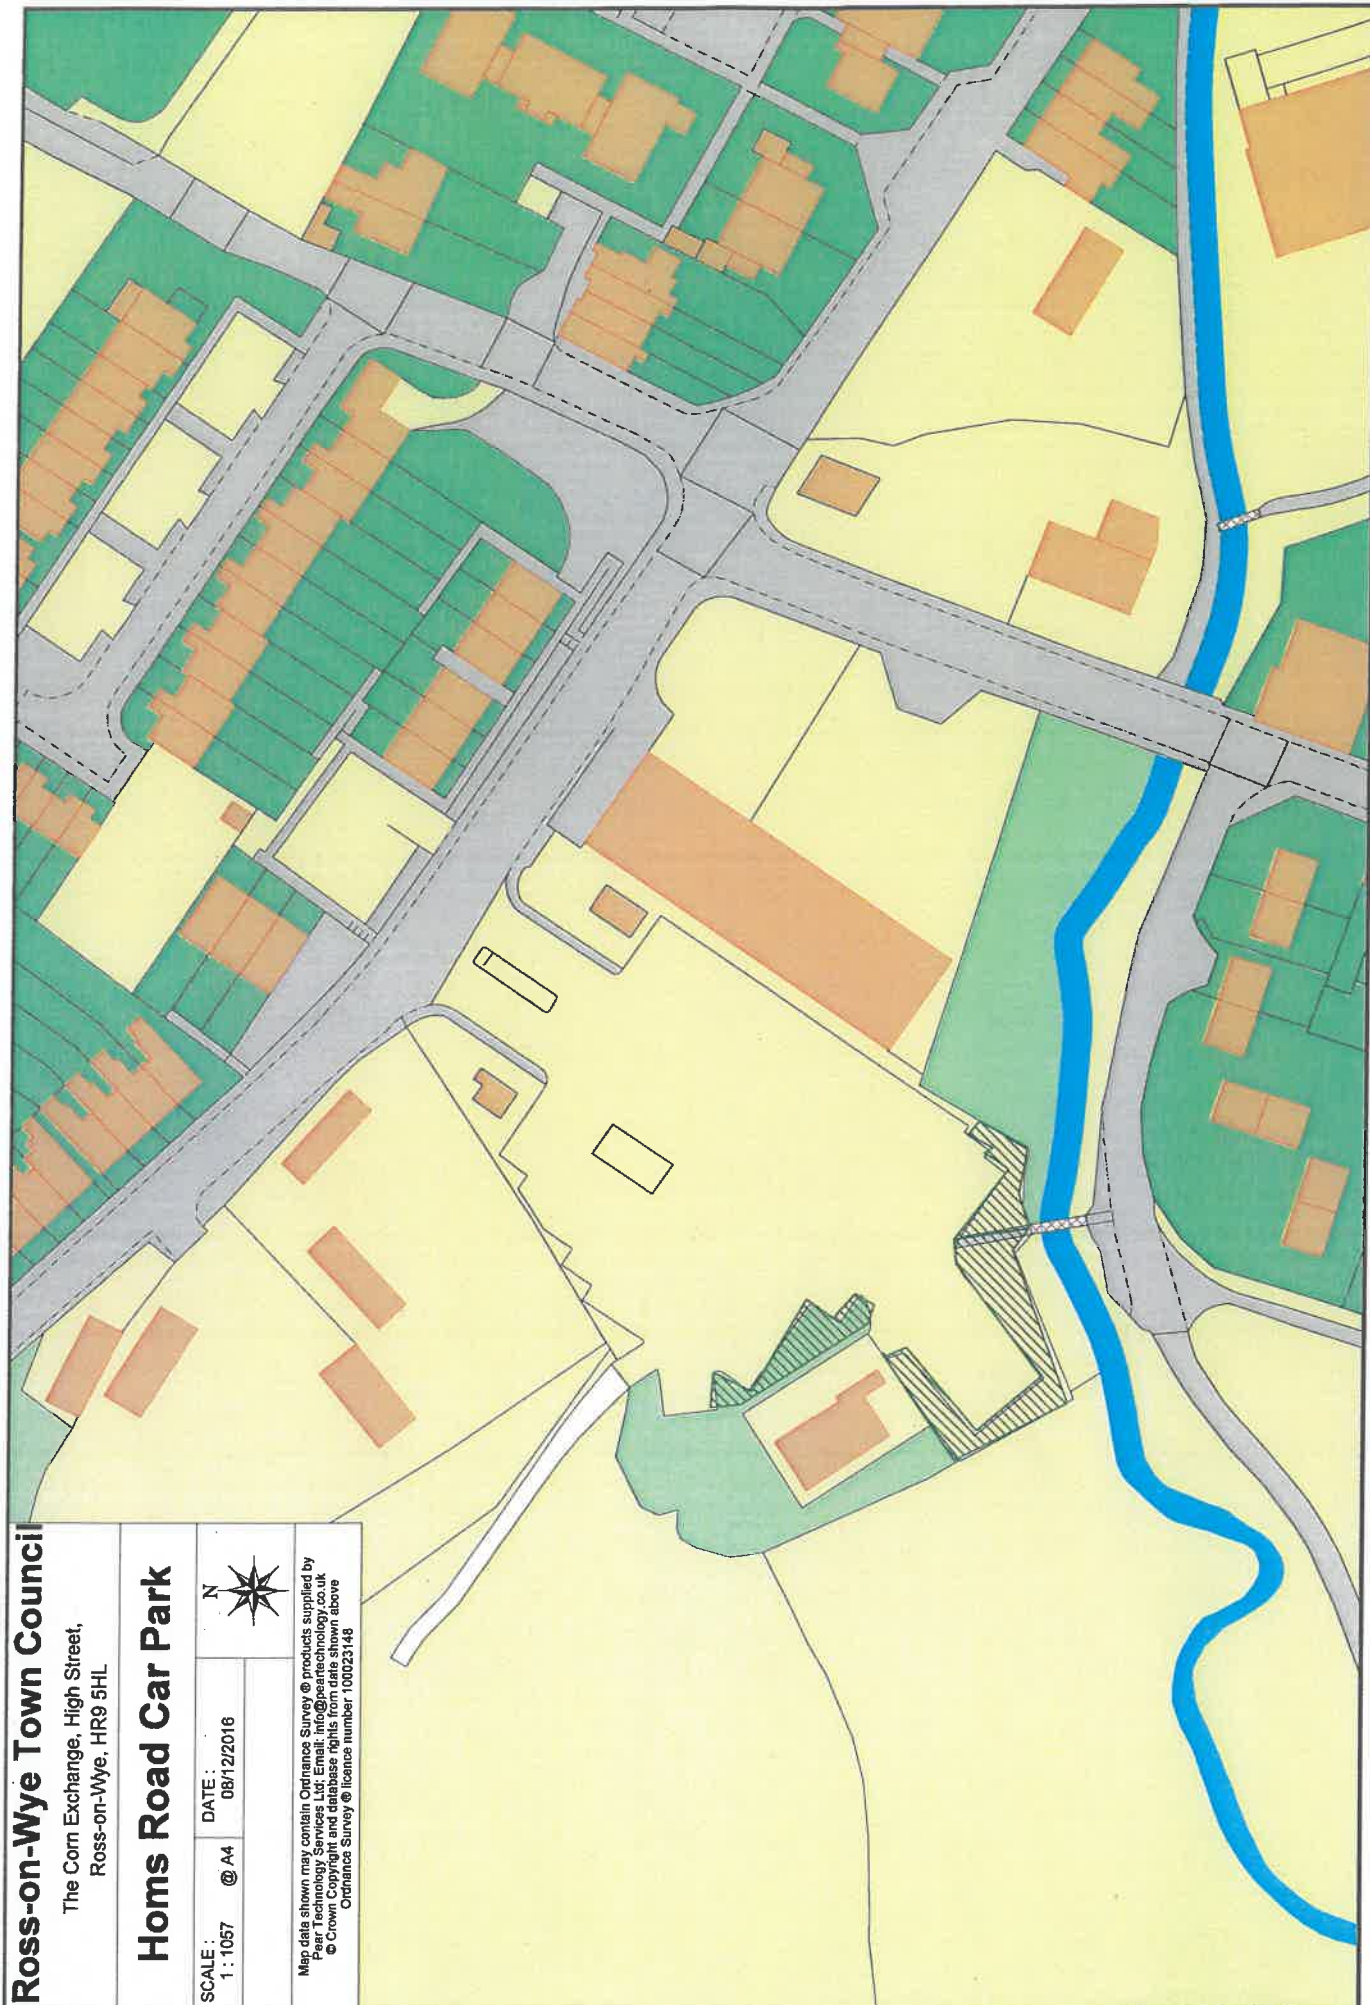 Ross-on-Wye Town Council
The Corn Exchange, High Street,
Ross-on-Wye, HR9 5HL
Homs Road Car Park
SCALE :
1 : 1057 @ A4
DATE :
08/12/2016
N
Map data shown may contain Ordnance Survey ® products supplied by
Pear Technology Services Ltd; Email: info@peartechnology.co.uk
© Crown Copyright and database rights from date shown above
Ordnance Survey ® licence number 100023148